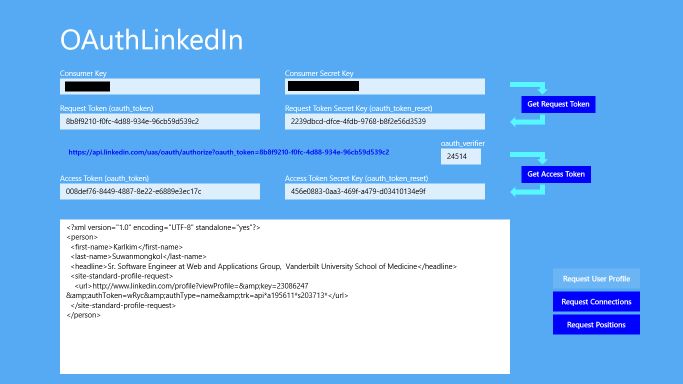 OAuthLinkedIn
Consumer Key
Consumer Secret Key
Request Token (oauth_token)
Request Token Secret Key (oauth_token_reset)
Get Request Token
8b8f9210-f0fc-4d88-934e-96cb59d539c2
2239dbcd-dfce-4fdb-9768-b8f2e56d3539
oauth_verifier
https://api.linkedin.com/uas/oauth/authorize?oauth_token=8b8f9210-f0fc-4d88-934e-96cb59d539c2
24514
Access Token (oauth_token)
Access Token Secret Key (oauth_token_reset)
Get Access Token
008def76-8449-4887-8e22-e6889e3ec17c
456e0883-0aa3-469f-a479-d03410134e9f
<?xml version="1.0" encoding="UTF-8" standalone="yes"?>
<person>
<first-name>Karlkim</first-name>
<last-name>Suwanmongkol</last-name>
<headline>Sr. Software Engineer at Web and Applications Group, Vanderbilt University School of Medicine</headline>
<site-standard-profile-request>
<url>http://www.linkedin.com/profile?viewProfile=&amp;key=23086247
&amp;authToken=wRyc&amp;authType=name&amp;trk=api*a195611*s203713*</url>
</site-standard-profile-request>
</person>
Request User Profile
Request Connections
Request Positions